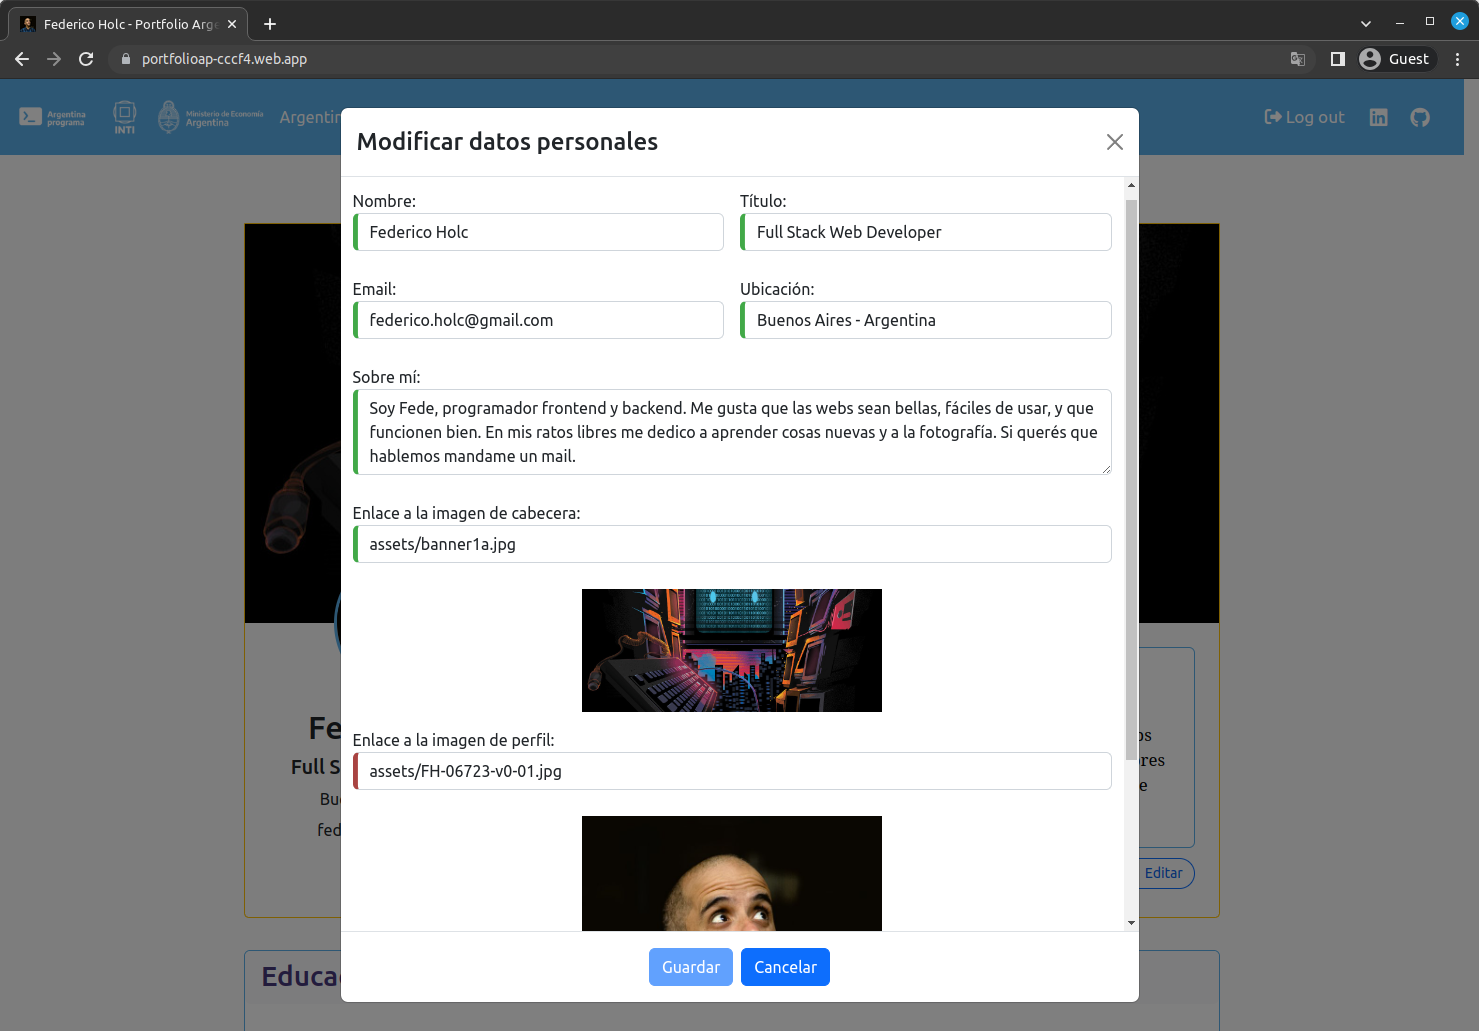 Federico Holc - Portfolio Arge
portfolioap-cccf4.web.app
Guest
Argentina
programa
INTI
Ministerio de Economía
Argentina
Argentin
Log out
Modificar datos personales
Nombre:
Título:
Federico Holc
Full Stack Web Developer
Email:
Ubicación:
federico.holc@gmail.com
Buenos Aires - Argentina
Sobre mí:
Soy Fede, programador frontend y backend. Me gusta que las webs sean bellas, fáciles de usar, y que
funcionen bien. En mis ratos libres me dedico a aprender cosas nuevas y a la fotografía. Si querés que
hablemos mandame un mail.
Enlace a la imagen de cabecera:
assets/banner1a.jpg
Enlace a la imagen de perfil:
assets/FH-06723-v0-01.jpg
Fe
os
Full S
res
Bu
e
fed
Editar
Guardar
Cancelar
Educa